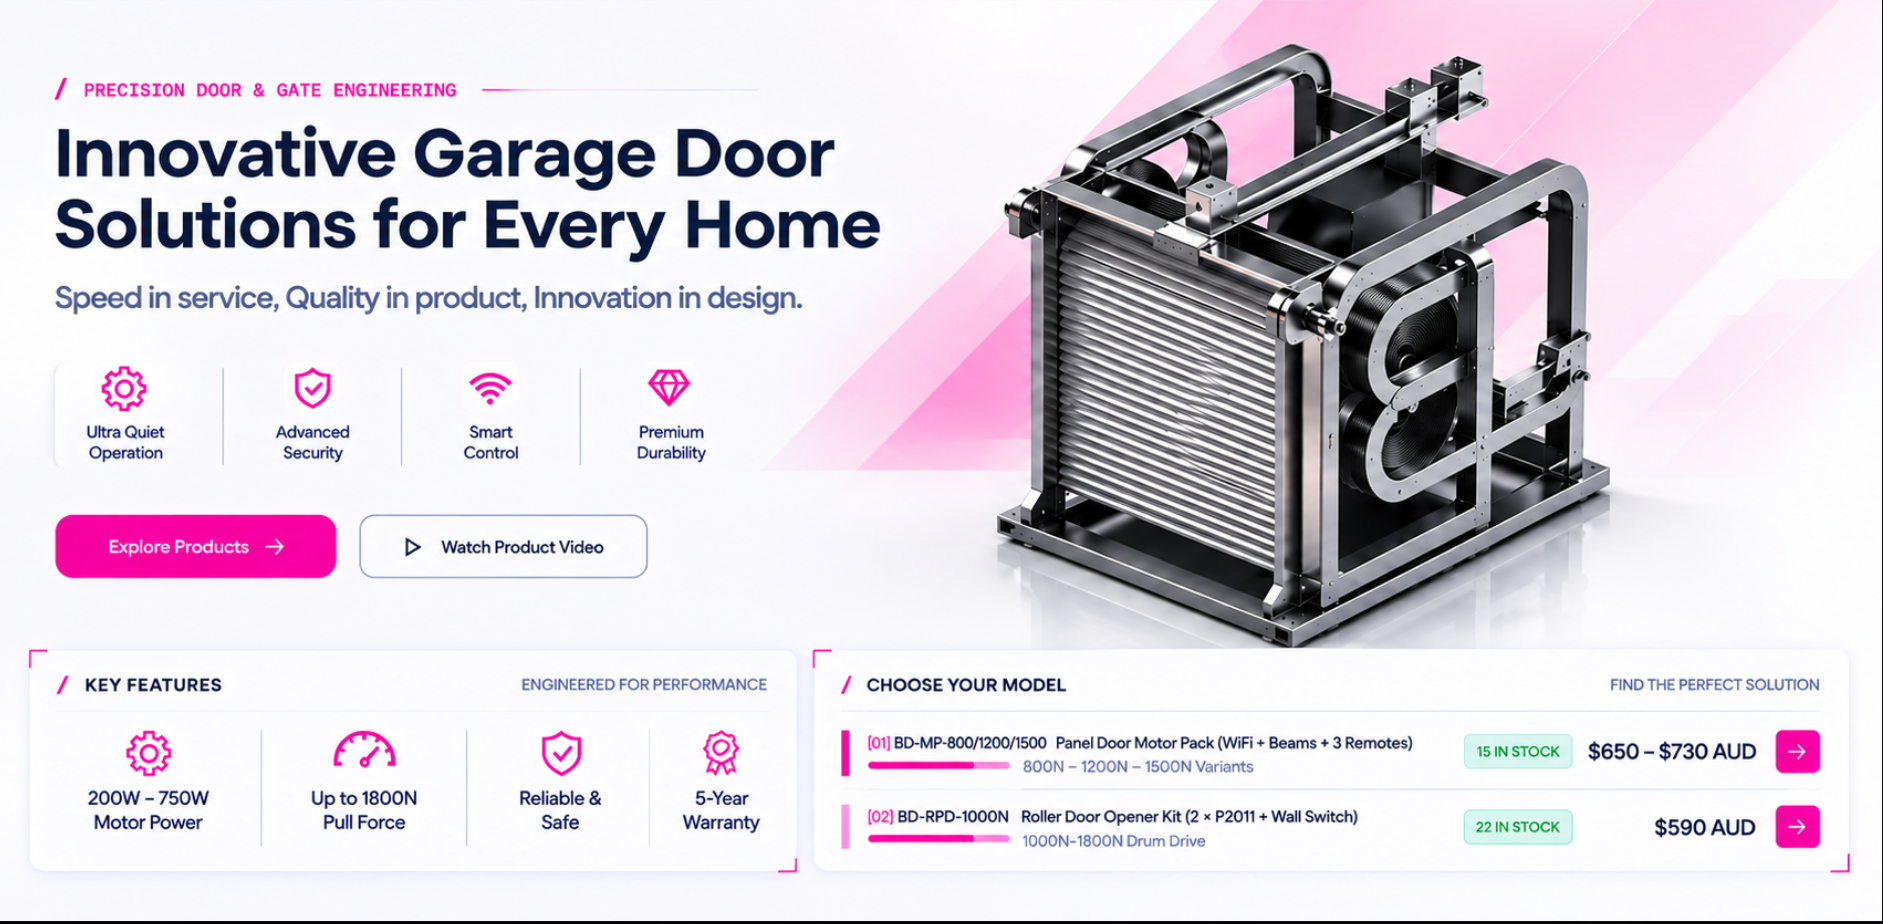 / PRECISION DOOR & GATE ENGINEERING
Innovative Garage Door
Solutions for Every Home
Speed in service, Quality in product, Innovation in design.
Ultra Quiet
Operation
Advanced
Security
Smart
Control
Premium
Durability
Explore Products →
Watch Product Video
/ KEY FEATURES
ENGINEERED FOR PERFORMANCE
200W – 750W
Motor Power
Up to 1800N
Pull Force
Reliable &
Safe
5-Year
Warranty
/ CHOOSE YOUR MODEL
FIND THE PERFECT SOLUTION
[01] BD-MP-800/1200/1500 Panel Door Motor Pack (WiFi + Beams + 3 Remotes)
800N – 1200N – 1500N Variants
15 IN STOCK
$650 – $730 AUD
[02] BD-RPD-1000N Roller Door Opener Kit (2 × P2011 + Wall Switch)
1000N-1800N Drum Drive
22 IN STOCK
$590 AUD